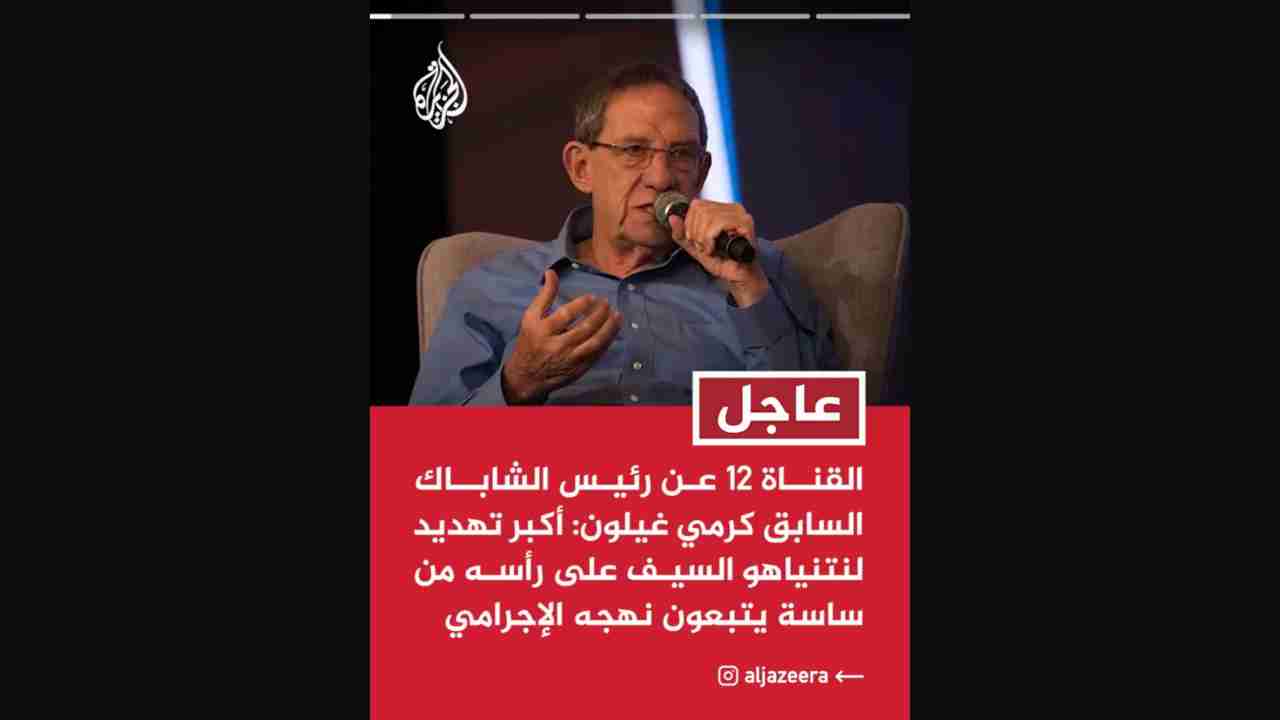 الجزيرة
عاجل
القناة 12 عن رئيس الشاباك
السابق كرمي غيلون: أكبر تهديد
لنتنياهو السيف على رأسه من
ساسة يتبعون نهجه الإجرامي
aljazeera